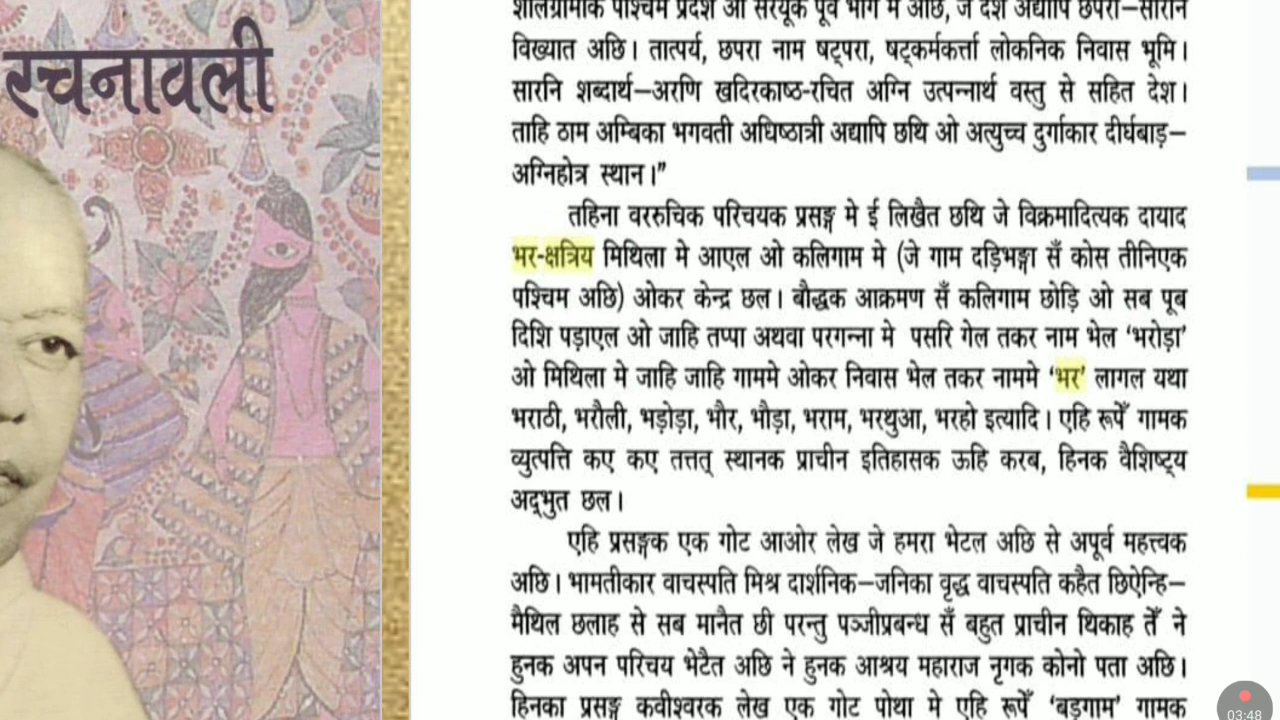 रचनावली
शालग्रामीक पश्चिम प्रदेश ओ सरयूक पूर्व भाग मे अछि, जे देश अद्यापि छपरा–सारनि
विख्यात अछि। तात्पर्य, छपरा नाम षट्परा, षट्कर्मकर्त्ता लोकनिक निवास भूमि।
सारनि शब्दार्थ–अरणि खदिरकाष्ठ-रचित अग्नि उत्पन्नार्थ वस्तु से सहित देश।
ताहि ठाम अम्बिका भगवती अधिष्ठात्री अद्यापि छथि ओ अत्युच्च दुर्गाकार दीर्घबाड़–
अग्निहोत्र स्थान।”
तहिना वररुचिक परिचयक प्रसङ्ग मे ई लिखैत छथि जे विक्रमादित्यक दायाद
भर-क्षत्रिय मिथिला मे आएल ओ कलिगाम मे (जे गाम दड़िभङ्गा सँ कोस तीनिएक
पश्चिम अछि) ओकर केन्द्र छल। बौद्धक आक्रमण सँ कलिगाम छोड़ि ओ सब पूब
दिशि पड़ाएल ओ जाहि तप्पा अथवा परगन्ना मे पसरि गेल तकर नाम भेल ‘भरोड़ा’
ओ मिथिला मे जाहि जाहि गाममे ओकर निवास भेल तकर नाममे ‘भर’ लागल यथा
भराठी, भरौली, भड़ोड़ा, भौर, भौड़ा, भराम, भरथुआ, भरहो इत्यादि। एहि रूपेँ गामक
व्युत्पत्ति कए कए तत्तत् स्थानक प्राचीन इतिहासक ऊहि करब, हिनक वैशिष्ट्य
अद्भुत छल।
एहि प्रसङ्गक एक गोट आओर लेख जे हमरा भेटल अछि से अपूर्व महत्त्वक
अछि। भामतीकार वाचस्पति मिश्र दार्शनिक–जनिका वृद्ध वाचस्पति कहैत छिऐन्हि–
मैथिल छलाह से सब मानैत छी परन्तु पञ्जीप्रबन्ध सँ बहुत प्राचीन थिकाह तेँ ने
हुनक अपन परिचय भेटैत अछि ने हुनक आश्रय महाराज नृगक कोनो पता अछि।
हिनका प्रसङ्ग कवीश्वरक लेख एक गोट पोथा मे एहि रूपेँ ‘बड़गाम’ गामक
03:48